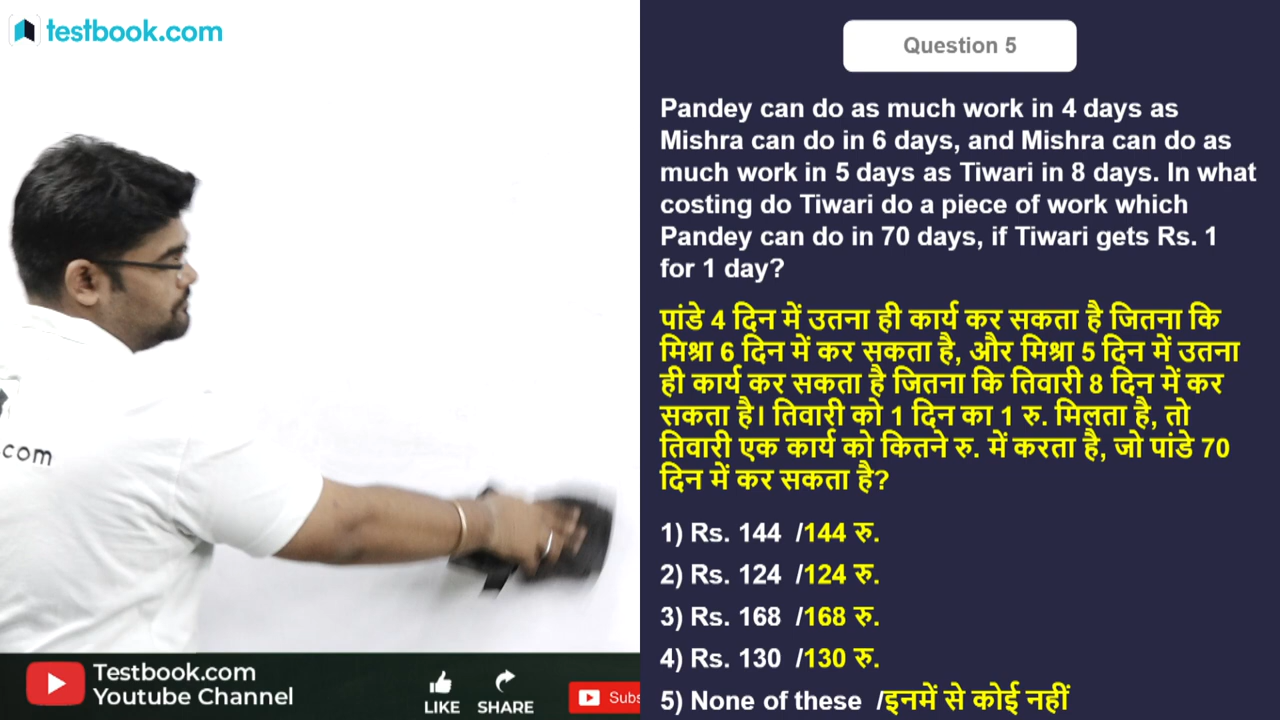 testbook.com
com
Testbook.com
Youtube Channel
LIKE
SHARE
Subs
Question 5
Pandey can do as much work in 4 days as
Mishra can do in 6 days, and Mishra can do as
much work in 5 days as Tiwari in 8 days. In what
costing do Tiwari do a piece of work which
Pandey can do in 70 days, if Tiwari gets Rs. 1
for 1 day?
पांडे 4 दिन में उतना ही कार्य कर सकता है जितना कि
मिश्रा 6 दिन में कर सकता है, और मिश्रा 5 दिन में उतना
ही कार्य कर सकता है जितना कि तिवारी 8 दिन में कर
सकता है। तिवारी को 1 दिन का 1 रु. मिलता है, तो
तिवारी एक कार्य को कितने रु. में करता है, जो पांडे 70
दिन में कर सकता है?
1) Rs. 144 /144 रु.
2) Rs. 124 /124 रु.
3) Rs. 168 /168 रु.
4) Rs. 130 /130 रु.
5) None of these /इनमें से कोई नहीं